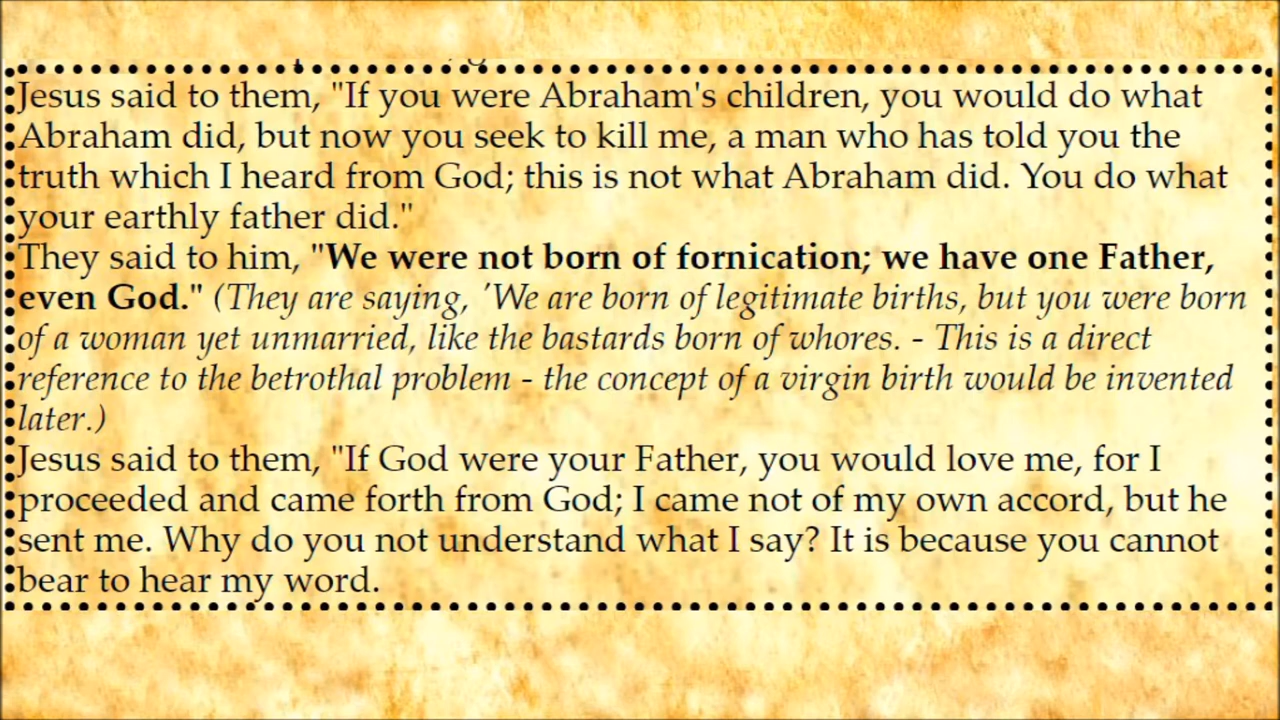 Jesus said to them, "If you were Abraham's children, you would do what
Abraham did, but now you seek to kill me, a man who has told you the
truth which I heard from God; this is not what Abraham did. You do what
your earthly father did."
They said to him, "We were not born of fornication; we have one Father,
even God." (They are saying, 'We are born of legitimate births, but you were born
of a woman yet unmarried, like the bastards born of whores. - This is a direct
reference to the betrothal problem - the concept of a virgin birth would be invented
later.)
Jesus said to them, "If God were your Father, you would love me, for I
proceeded and came forth from God; I came not of my own accord, but he
sent me. Why do you not understand what I say? It is because you cannot
bear to hear my word.